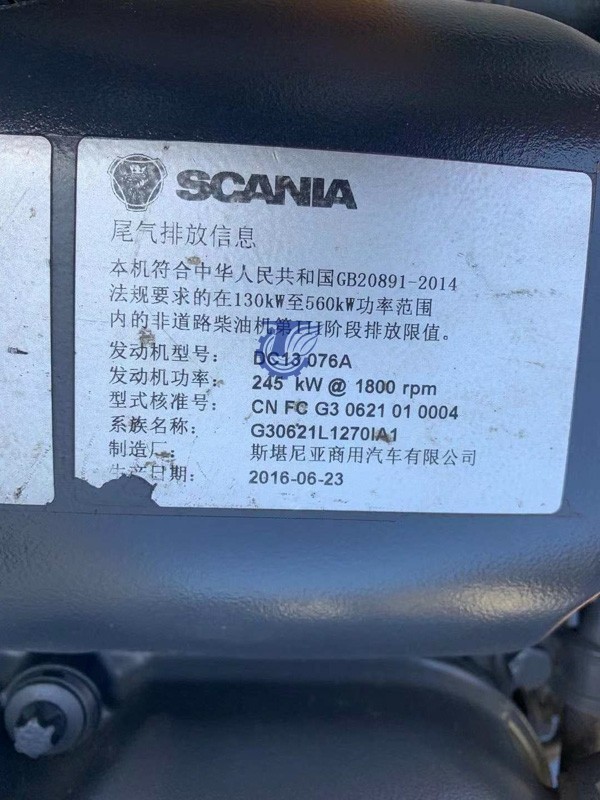 SCANIA
尾气排放信息
本机符合中华人民共和国GB20891-2014
法规要求的在130kW至560kW功率范围
内的非道路柴油机第III阶段排放限值。
发动机型号: DC13 076A
发动机功率: 245 kW @ 1800 rpm
型式核准号: CN FC G3 0621 01 0004
系族名称: G30621L1270IA1
制造厂: 斯堪尼亚商用汽车有限公司
生产日期: 2016-06-23